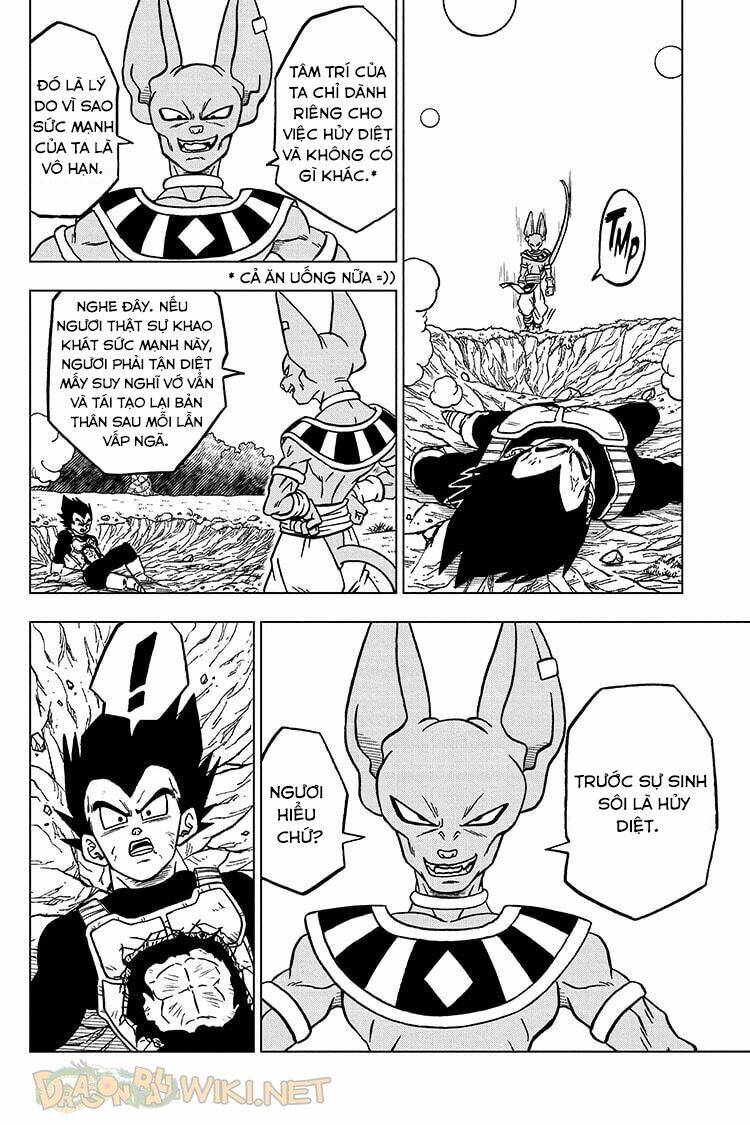 TMP
TÂM TRÍ CỦA
TA CHỈ DÀNH
RIÊNG CHO
VIỆC HỦY DIỆT
VÀ KHÔNG CÓ
GÌ KHÁC.*
ĐÓ LÀ LÝ
DO VÌ SAO
SỨC MẠNH
CỦA TA LÀ
VÔ HẠN.
* CẢ ĂN UỐNG NỮA =))
NGHE ĐÂY. NẾU
NGƯƠI THẬT SỰ KHAO
KHÁT SỨC MẠNH NÀY,
NGƯƠI PHẢI TẬN DIỆT
MẤY SUY NGHĨ VỚ VẨN
VÀ TÁI TẠO LẠI BẢN
THÂN SAU MỖI LẦN
VẤP NGÃ.
TRƯỚC SỰ SINH
SÔI LÀ HỦY
DIỆT.
NGƯƠI
HIỂU
CHỨ?
!
DRAGON BALL WIKI.NET